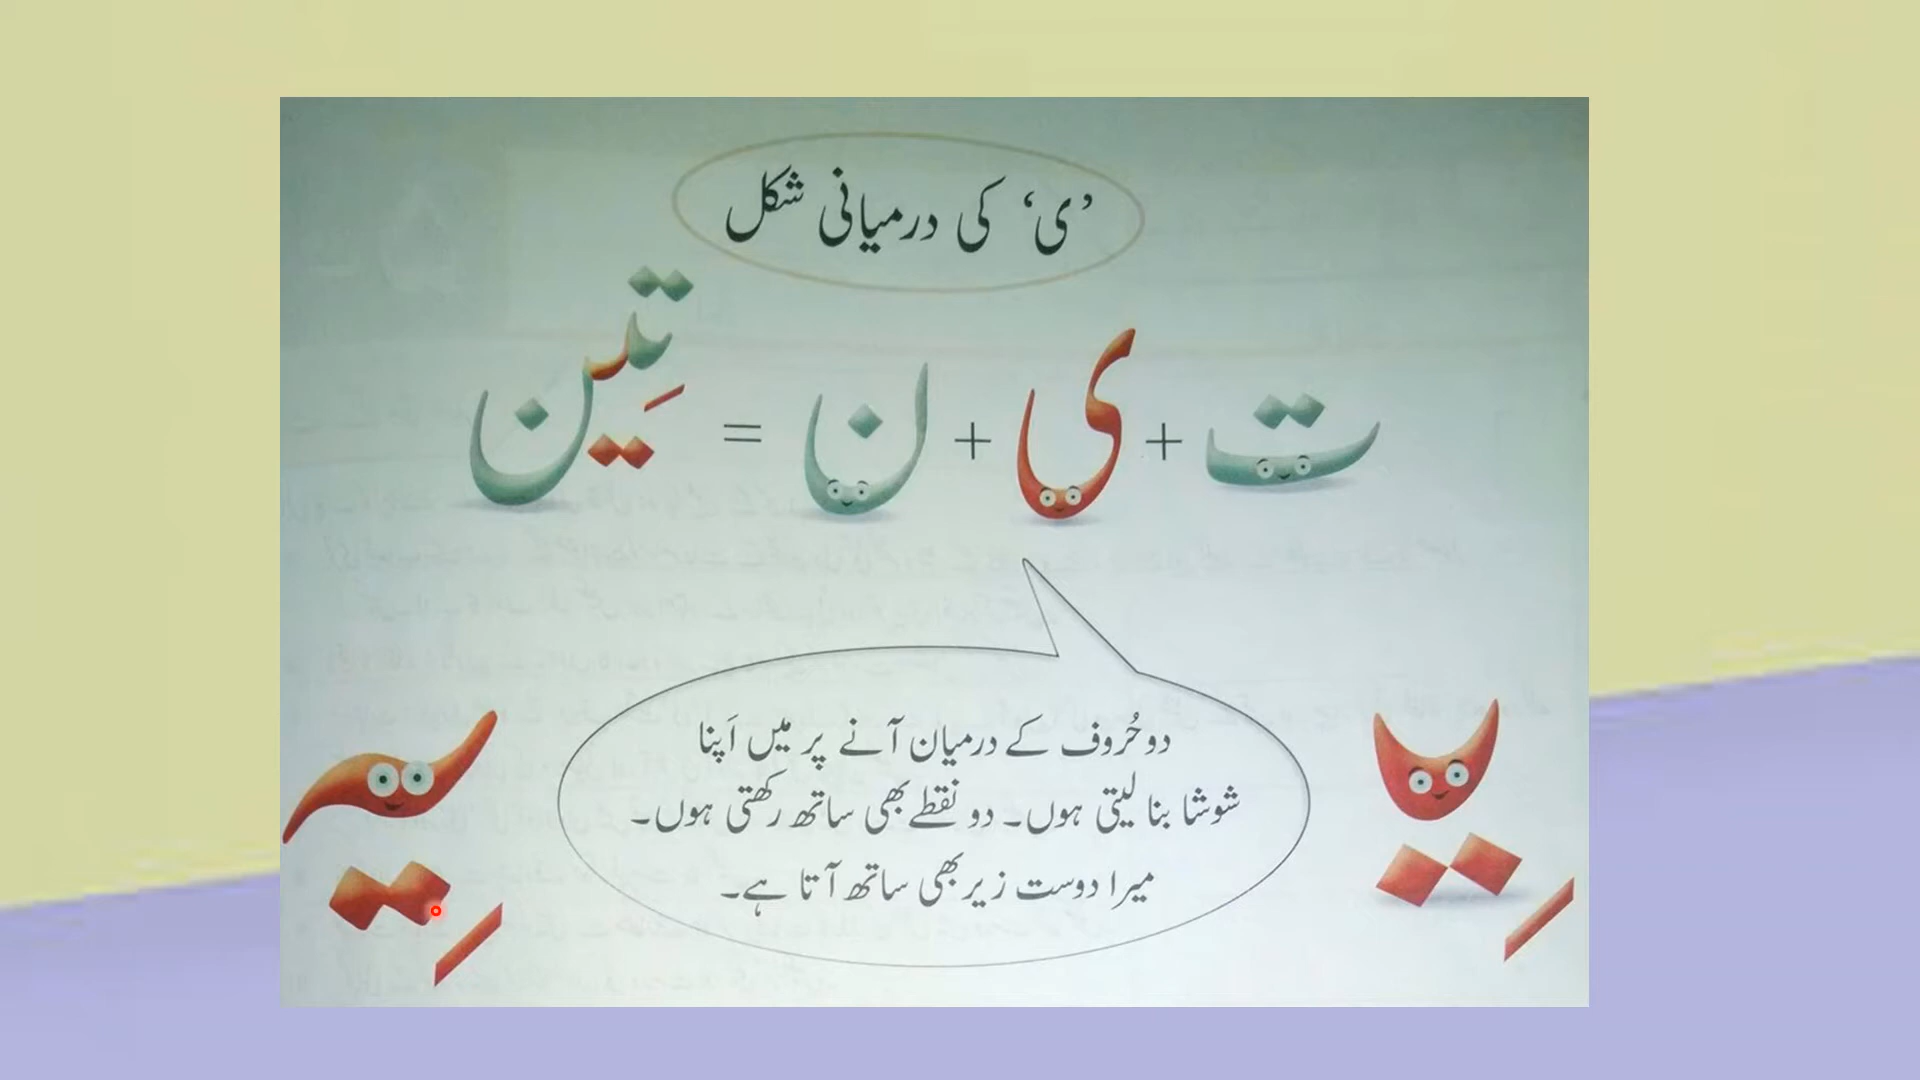 ’ی‘ کی درمیانی شکل
ت + ی + ن = تِین
دو حُروف کے درمیان آنے پر میں اَپنا
شوشا بنا لیتی ہوں۔ دو نقطے بھی ساتھ رکھتی ہوں۔
میرا دوست زیر بھی ساتھ آتا ہے۔